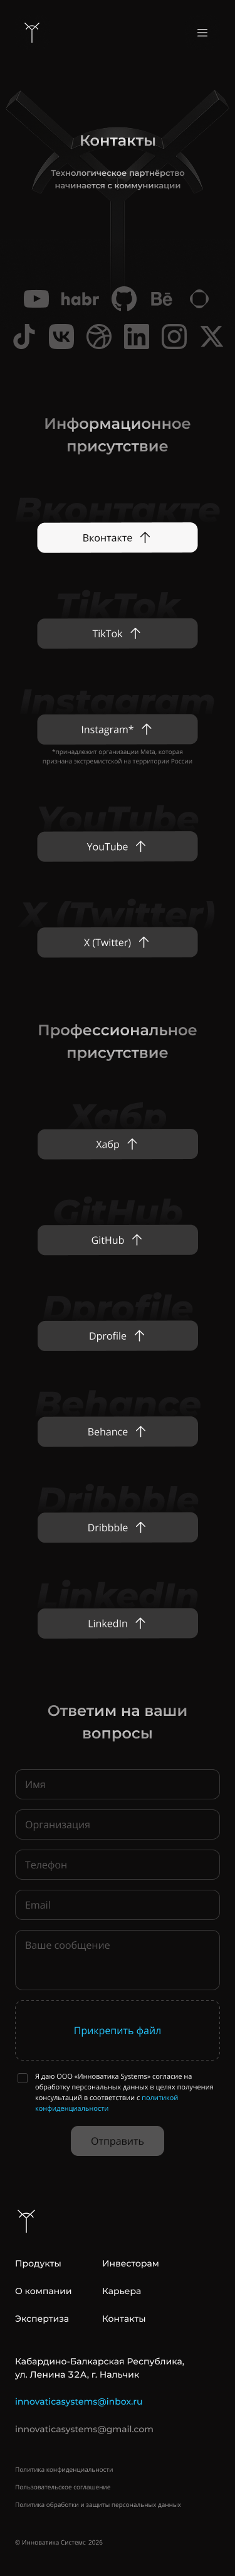 Контакты
Технологическое партнёрство
начинается с коммуникации
habr
Bē
Информационное
присутствие
Вконтакте
Вконтакте
TikTok
TikTok
Instagram
Instagram*
*принадлежит организации Meta, которая
признана экстремистской на территории России
YouTube
YouTube
X (Twitter)
X (Twitter)
Профессиональное
присутствие
Хабр
Хабр
GitHub
GitHub
Dprofile
Dprofile
Behance
Behance
Dribbble
Dribbble
LinkedIn
LinkedIn
Ответим на ваши
вопросы
Имя
Организация
Телефон
Email
Ваше сообщение
Прикрепить файл
Я даю ООО «Инноватика Systems» согласие на
обработку персональных данных в целях получения
консультаций в соответствии с политикой
конфиденциальности
Отправить
Продукты Инвесторам
О компании Карьера
Экспертиза Контакты
Кабардино-Балкарская Республика,
ул. Ленина 32А, г. Нальчик
innovaticasystems@inbox.ru
innovaticasystems@gmail.com
Политика конфиденциальности
Пользовательское соглашение
Политика обработки и защиты персональных данных
© Инноватика Системс 2026